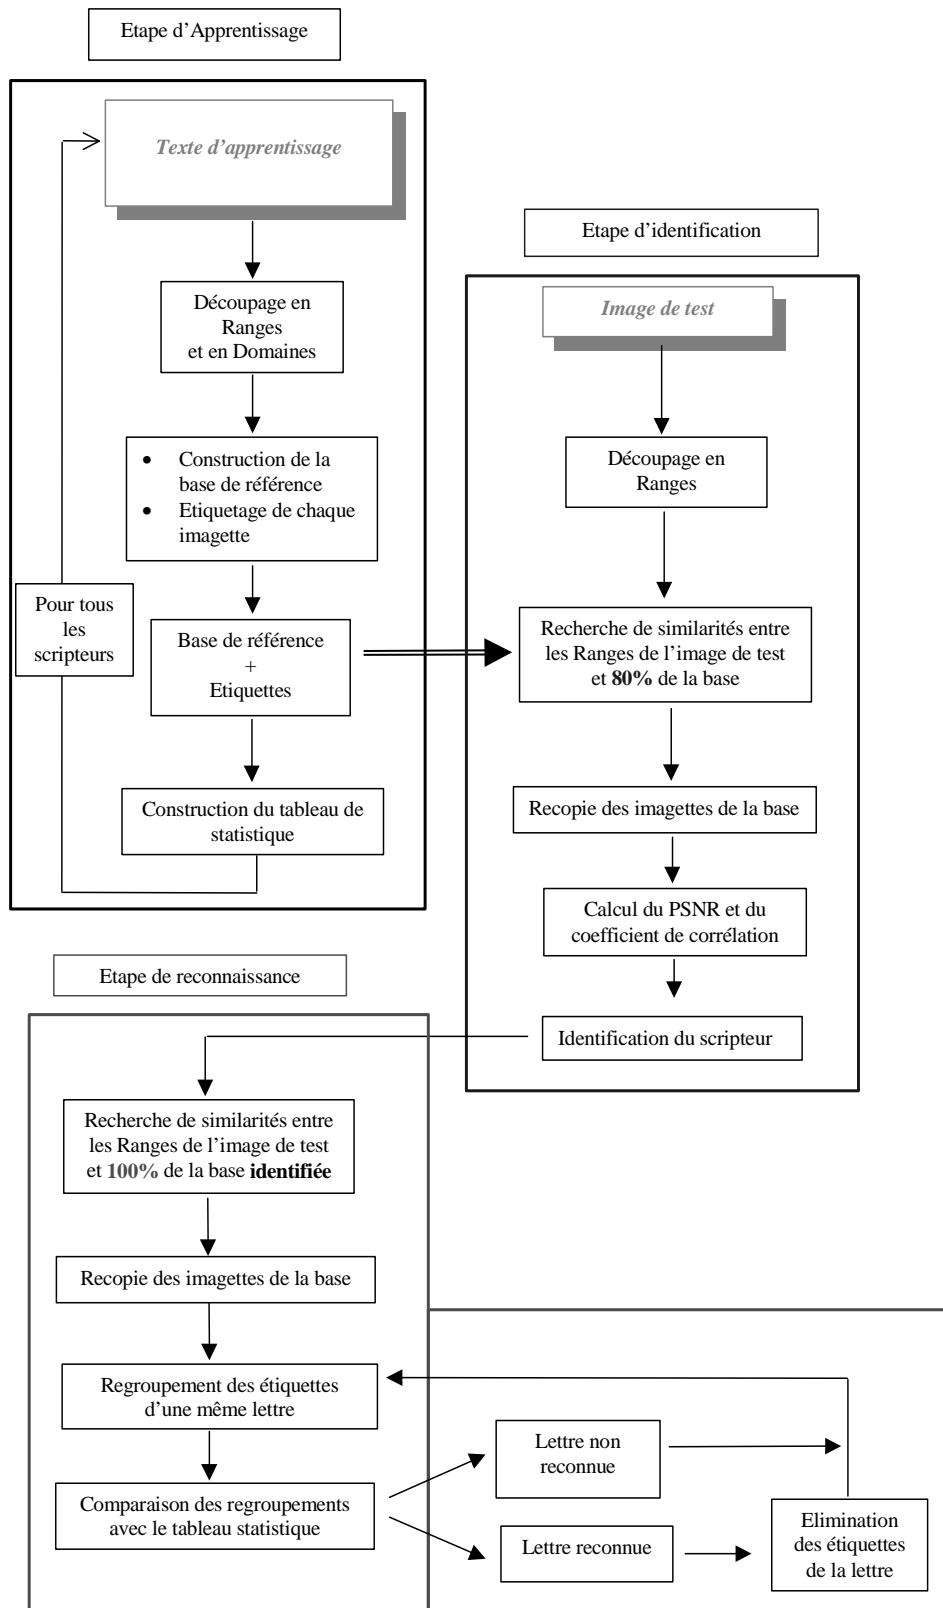 Etape d’Apprentissage
Texte d’apprentissage
Découpage en
Ranges
et en Domaines
• Construction de la
base de référence
• Etiquetage de chaque
imagette
Pour tous
les
scripteurs
Base de référence
+
Etiquettes
Construction du tableau de
statistique
Etape d’identification
Image de test
Découpage en
Ranges
Recherche de similarités entre
les Ranges de l’image de test
et 80% de la base
Recopie des imagettes de la base
Calcul du PSNR et du
coefficient de corrélation
Identification du scripteur
Etape de reconnaissance
Recherche de similarités entre
les Ranges de l’image de test
et 100% de la base identifiée
Recopie des imagettes de la base
Regroupement des étiquettes
d’une même lettre
Comparaison des regroupements
avec le tableau statistique
Lettre non
reconnue
Lettre reconnue
Elimination
des étiquettes
de la lettre